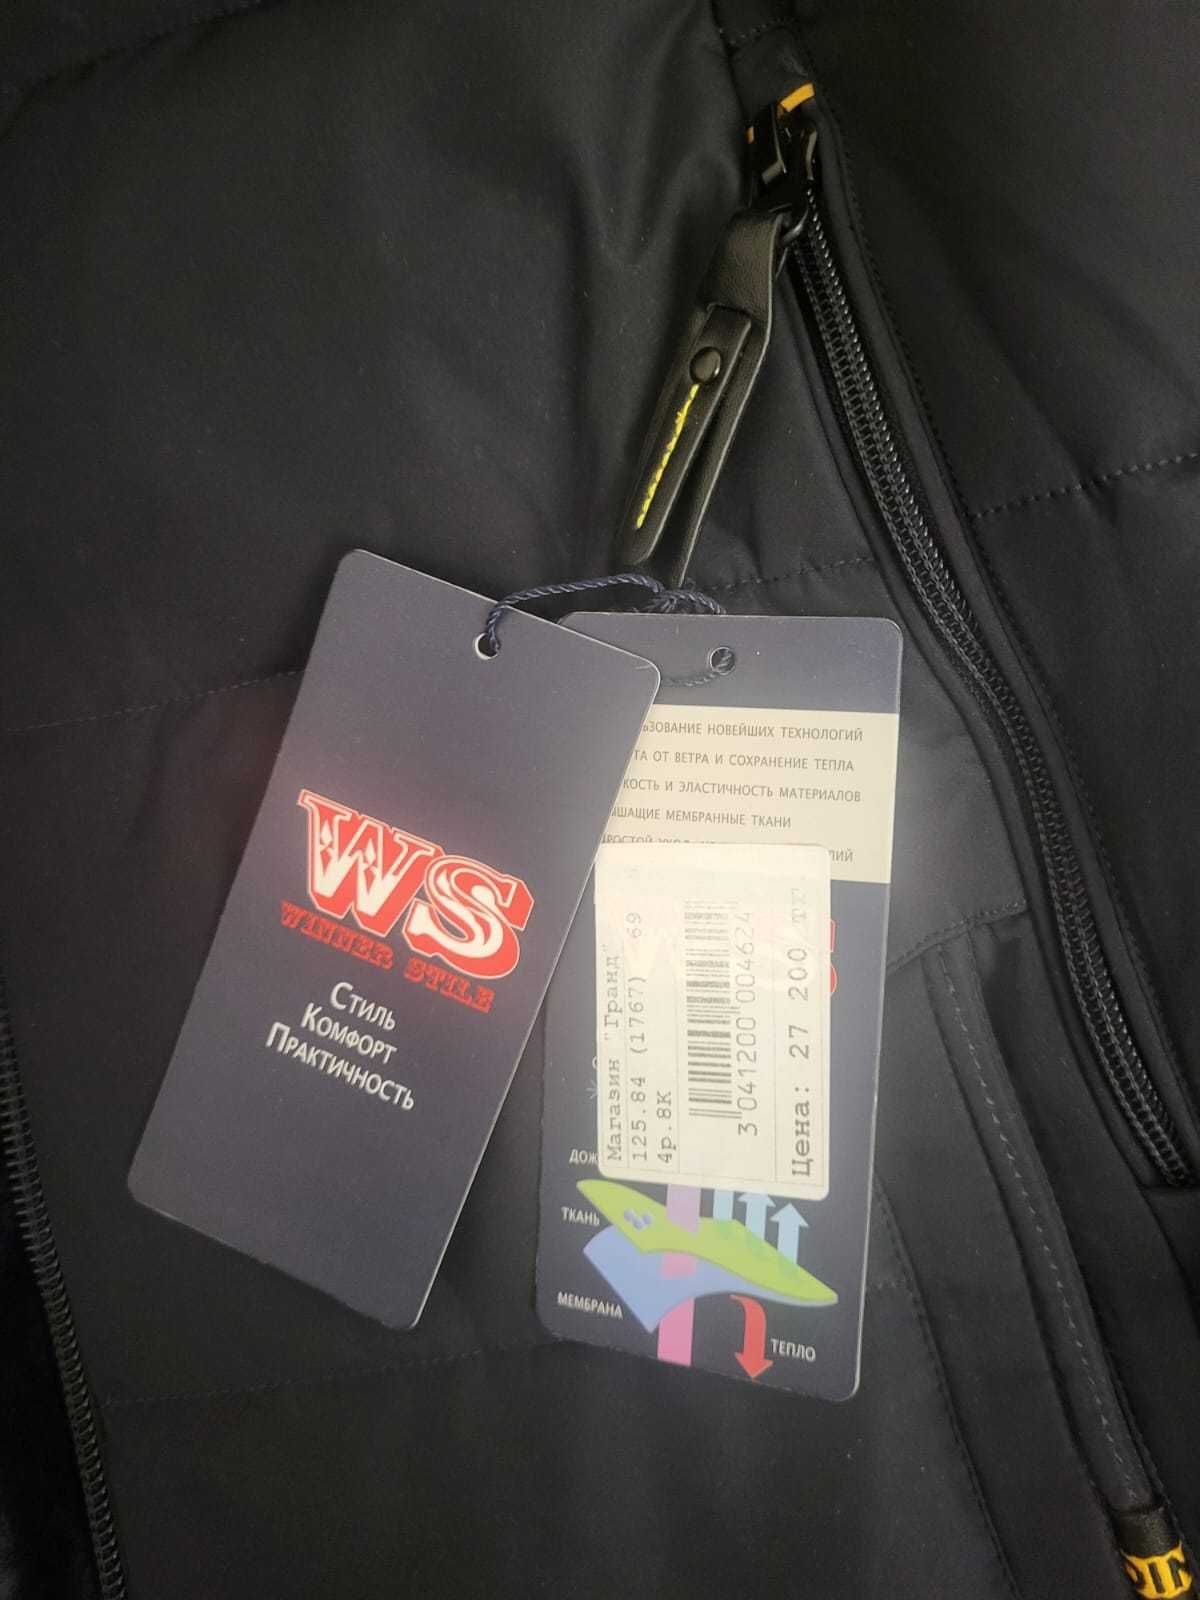 WS
WINNER STYLE
Стиль
Комфорт
Практичность
НОВЕЙШИХ ТЕХНОЛОГИЙ
ОТ ВЕТРА И СОХРАНЕНИЕ ТЕПЛА
И ЭЛАСТИЧНОСТЬ МАТЕРИАЛОВ
МЕМБРАННЫЕ ТКАНИ
Магазин "Гранд"
125.84 (1767) 69
4р.8К
3 041200 004624
Цена: 27 200 тг
ТКАНЬ
МЕМБРАНА
ТЕПЛО